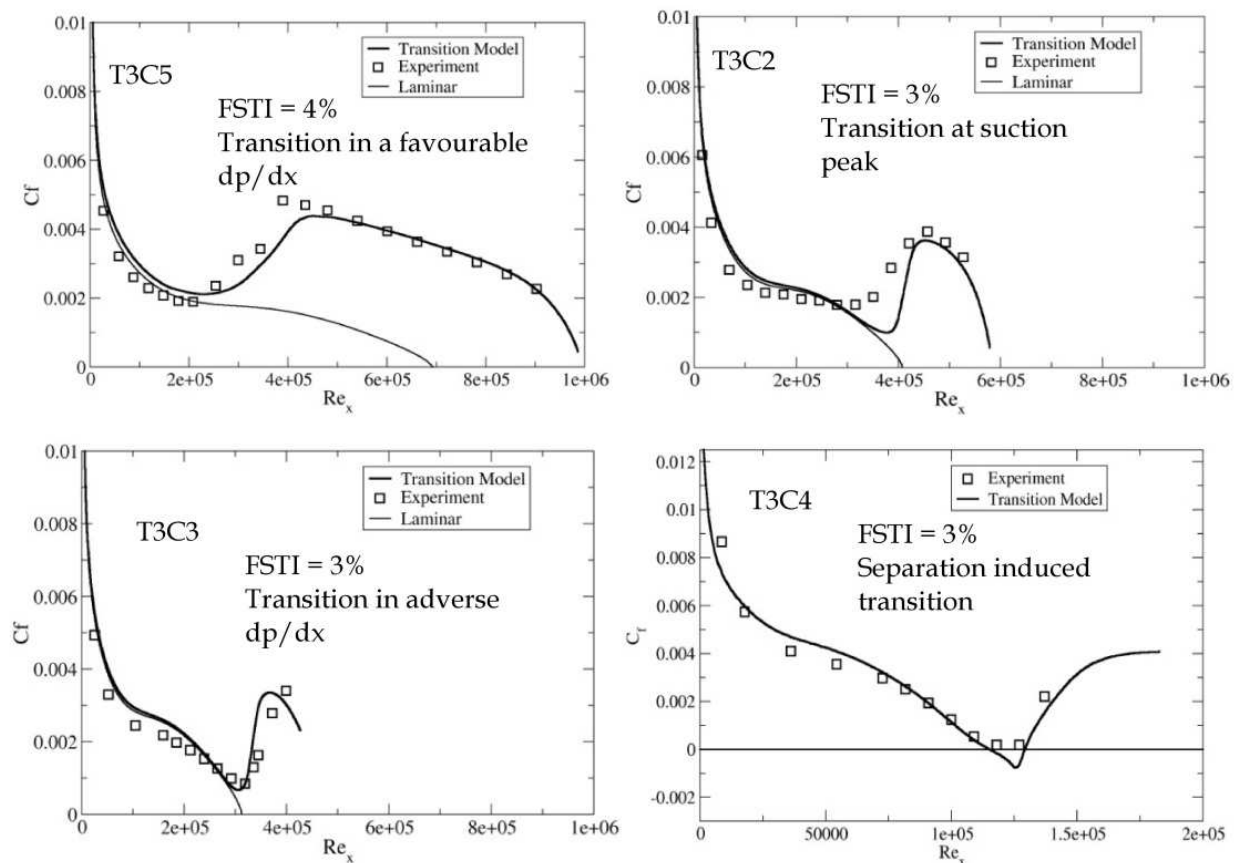 0.01
T3C5
Transition Model
Experiment
Laminar
FSTI = 4%
Transition in a favourable
dp/dx
0.008
0.006
Cf
0.004
0.002
0
0 2e+05 4e+05 6e+05 8e+05 1e+06
Re_x
0.01
T3C2
Transition Model
Experiment
Laminar
FSTI = 3%
Transition at suction
peak
0.008
0.006
Cf
0.004
0.002
0
0 2e+05 4e+05 6e+05 8e+05 1e+06
Re_x
0.01
T3C3
Transition Model
Experiment
Laminar
FSTI = 3%
Transition in adverse
dp/dx
0.008
0.006
Cf
0.004
0.002
0
0 2e+05 4e+05 6e+05 8e+05 1e+06
Re_x
0.012
T3C4
Experiment
Transition Model
FSTI = 3%
Separation induced
transition
0.01
0.008
0.006
C_f
0.004
0.002
0
-0.002
0 50000 1e+05 1.5e+05 2e+05
Re_x